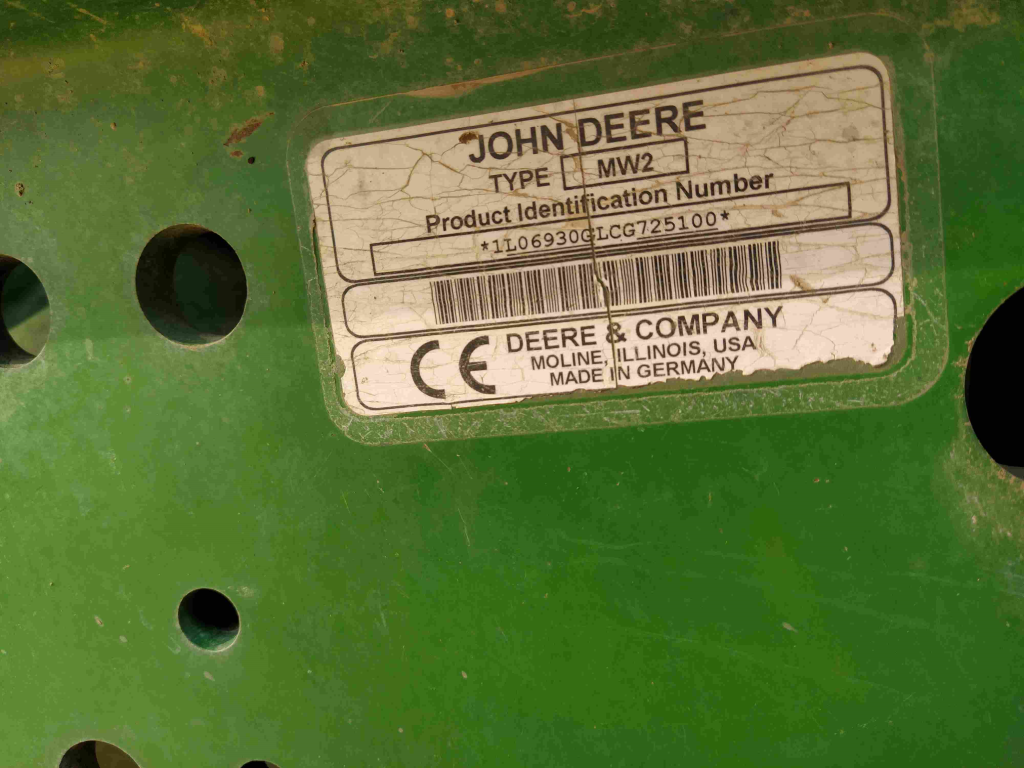 JOHN DEERE
TYPE MW2
Product Identification Number
*1L06930GLCG725100*
CE DEERE & COMPANY
MOLINE, ILLINOIS, USA
MADE IN GERMANY